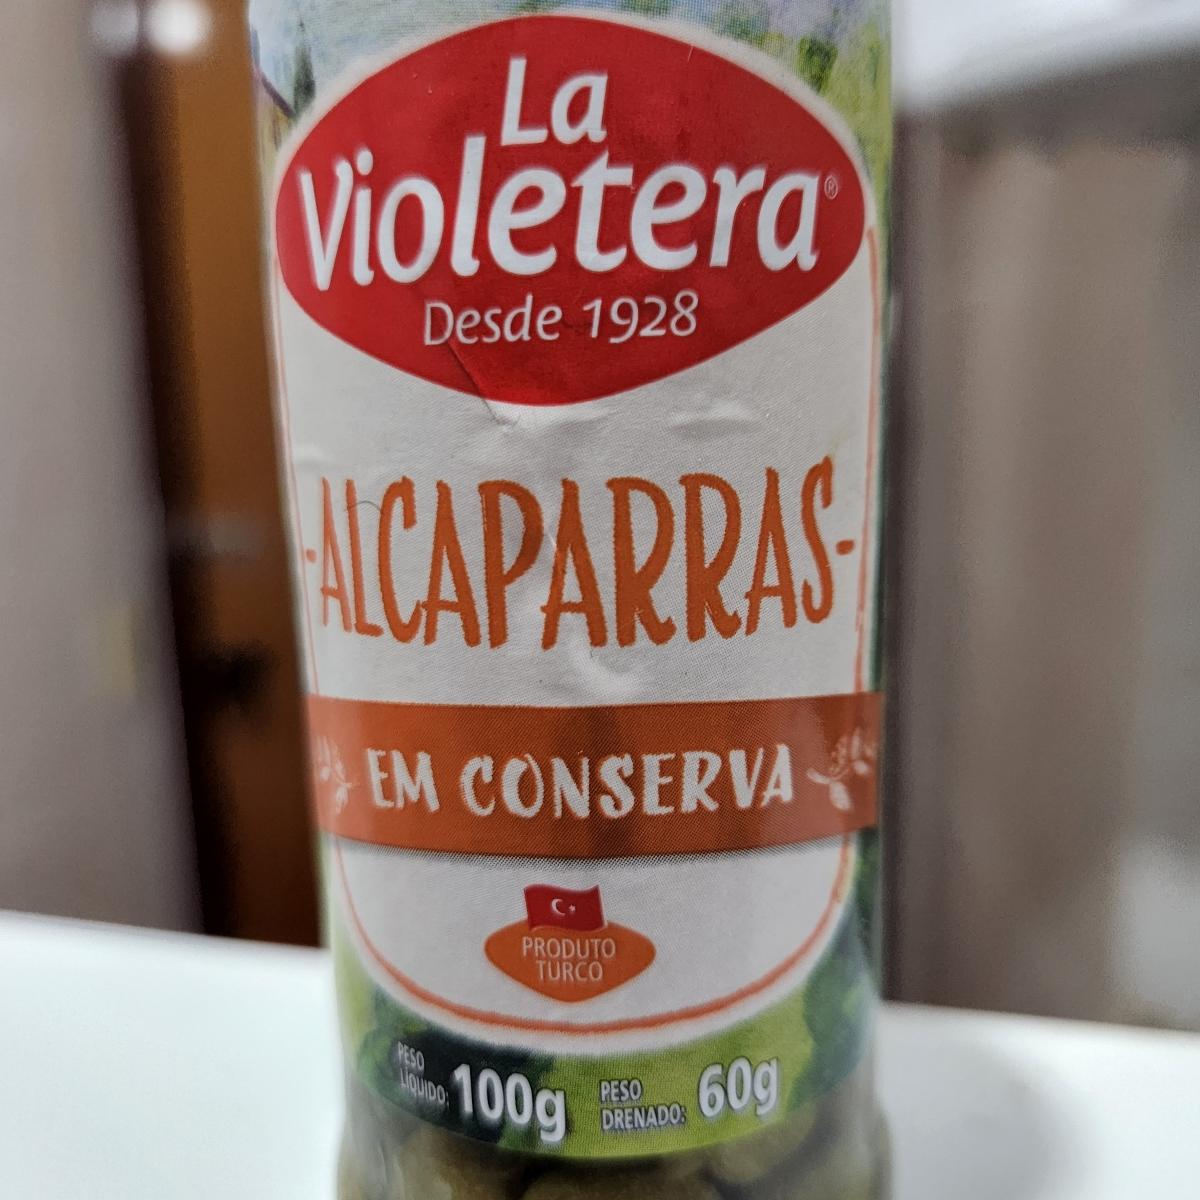 La
Violetera®
Desde 1928
-ALCAPARRAS-
EM CONSERVA
PRODUTO
TURCO
PESO
LÍQUIDO: 100g
PESO
DRENADO: 60g